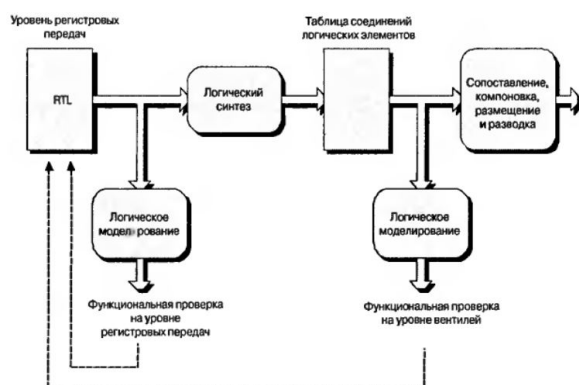 Уровень регистровых
передач
RTL
Логический
синтез
Таблица соединений
логических элементов
Сопоставление,
компоновка,
размещение
и разводка
Логическое
моделирование
Функциональная проверка
на уровне
регистровых передач
Логическое
моделирование
Функциональная проверка
на уровне вентилей